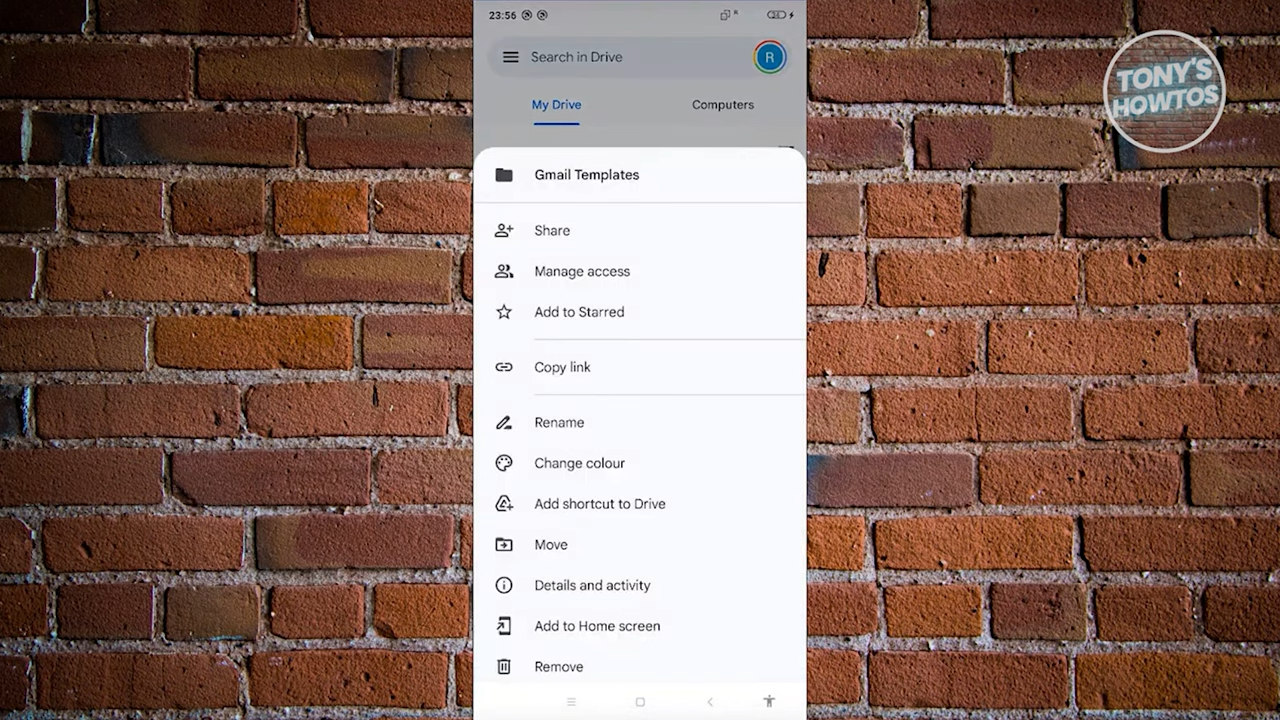 23:56
Search in Drive
R
My Drive
Computers
TONY'S
HOWTOS
Gmail Templates
Share
Manage access
Add to Starred
Copy link
Rename
Change colour
Add shortcut to Drive
Move
Details and activity
Add to Home screen
Remove